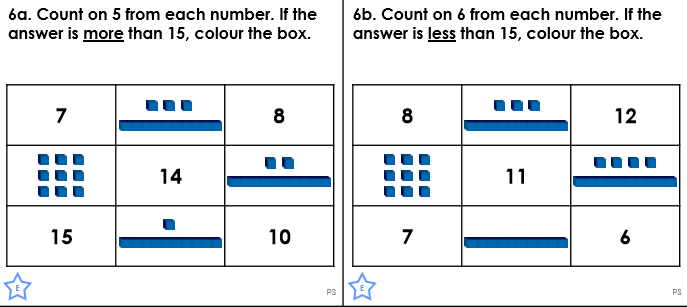 6a. Count on 5 from each number. If the
answer is more than 15, colour the box.
7
8
14
15
10
E
PS
6b. Count on 6 from each number. If the
answer is less than 15, colour the box.
8
12
11
7
6
E
PS